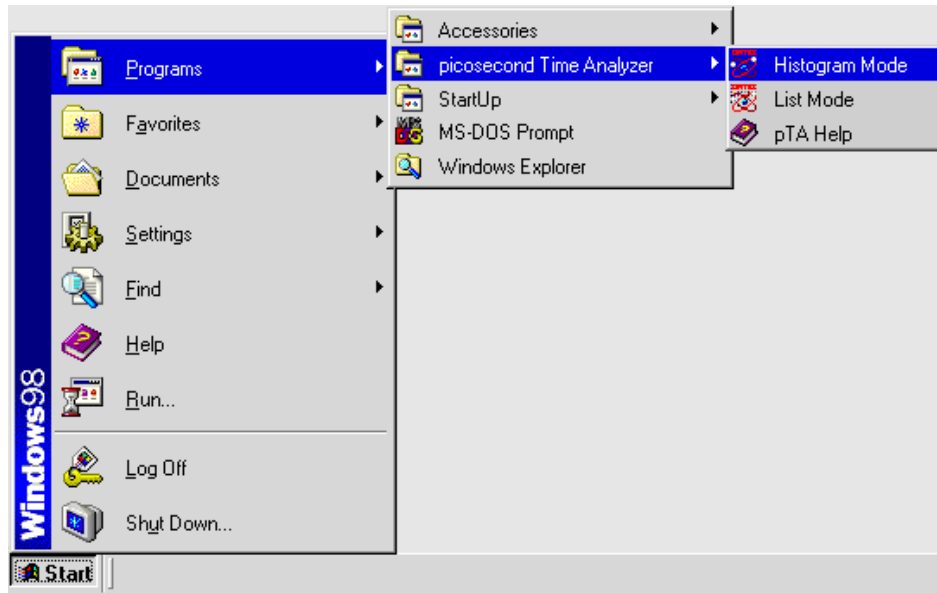 Programs
Favorites
Documents
Settings
Find
Help
Run...
Log Off
Shut Down...
Windows98
Start
Accessories
picosecond Time Analyzer
StartUp
MS-DOS Prompt
Windows Explorer
Histogram Mode
List Mode
pTA Help